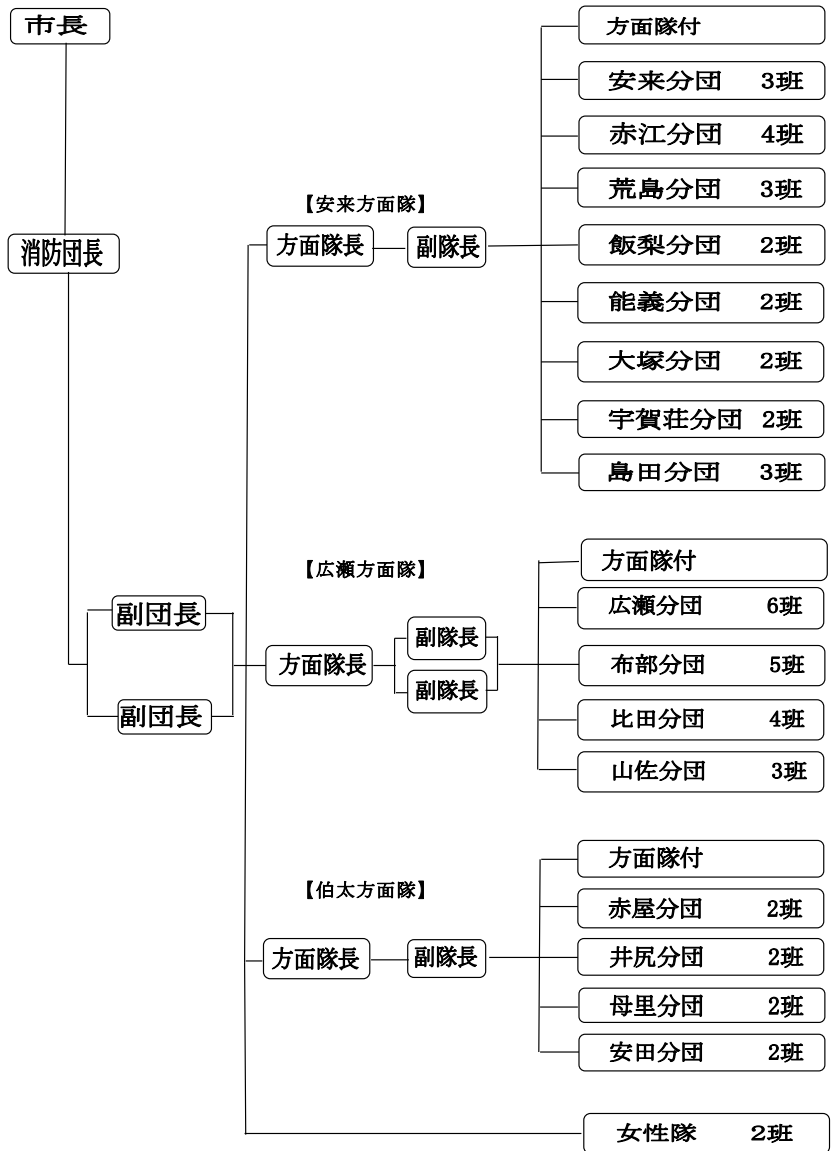 市長
消防団長
副団長
副団長
【安来方面隊】
方面隊長
副隊長
方面隊付
安来分団 3班
赤江分団 4班
荒島分団 3班
飯梨分団 2班
能義分団 2班
大塚分団 2班
宇賀荘分団 2班
島田分団 3班
【広瀬方面隊】
方面隊長
副隊長
副隊長
方面隊付
広瀬分団 6班
布部分団 5班
比田分団 4班
山佐分団 3班
【伯太方面隊】
方面隊長
副隊長
方面隊付
赤屋分団 2班
井尻分団 2班
母里分団 2班
安田分団 2班
女性隊 2班